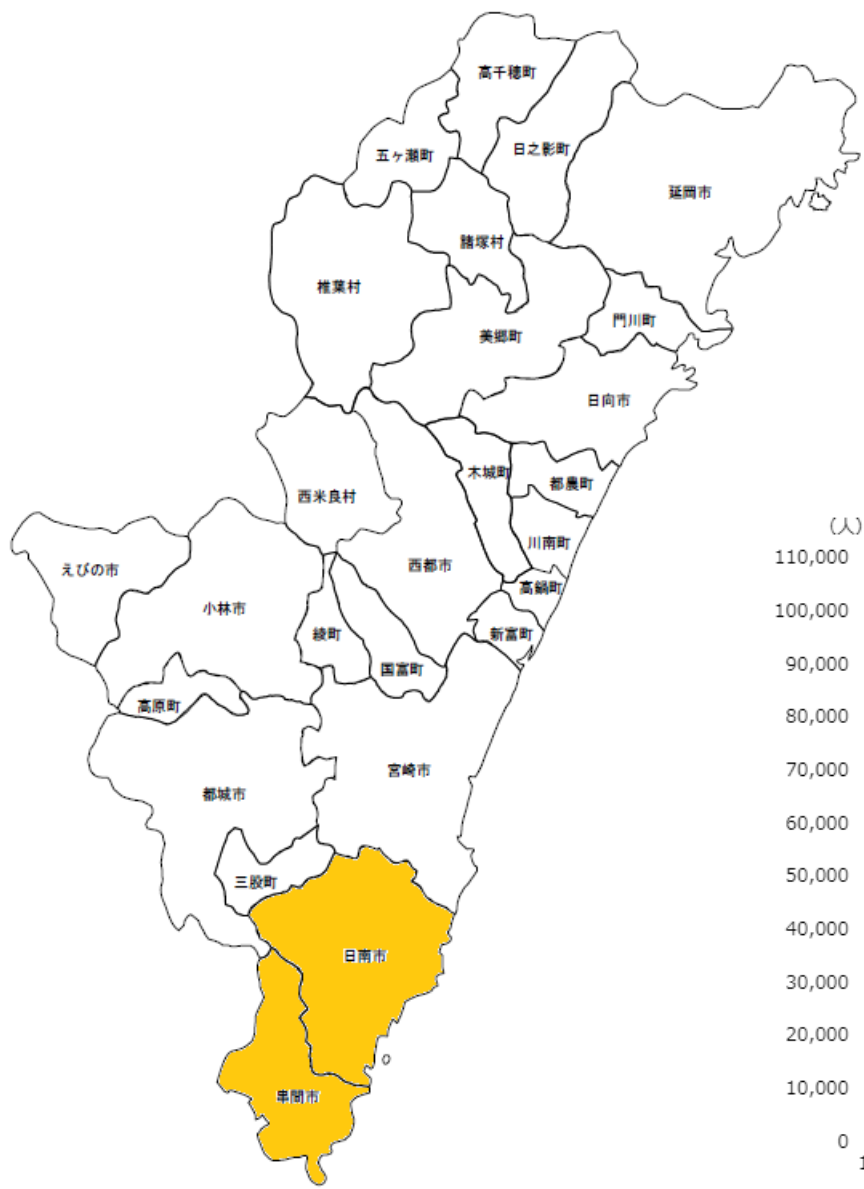 高千穂町
日之影町
五ヶ瀬町
延岡市
諸塚村
椎葉村
門川町
美郷町
日向市
木城町
都農町
西米良村
川南町
西都市
えびの市
高鍋町
小林市
綾町
新富町
国富町
高原町
宮崎市
都城市
三股町
日南市
串間市
(人)
110,000
100,000
90,000
80,000
70,000
60,000
50,000
40,000
30,000
20,000
10,000
0
1